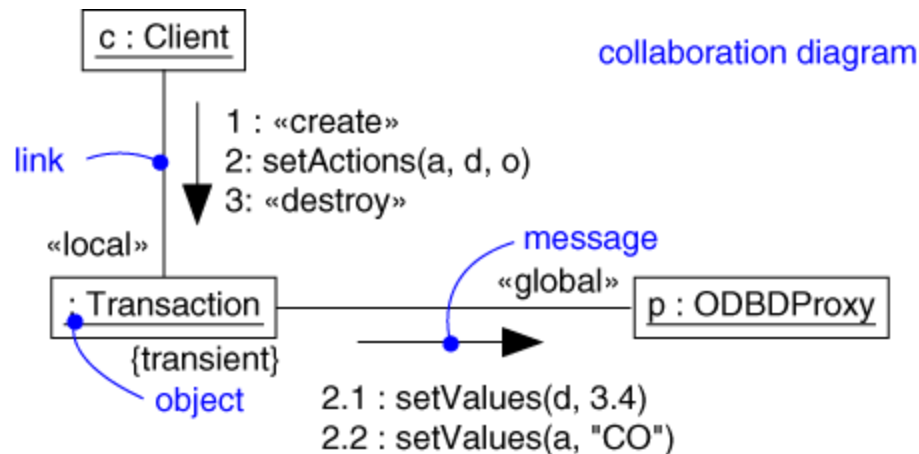 c : Client
collaboration diagram
1 : «create»
2: setActions(a, d, o)
3: «destroy»
link
«local»
message
«global»
: Transaction
p : ODBDProxy
{transient}
object
2.1 : setValues(d, 3.4)
2.2 : setValues(a, "CO")